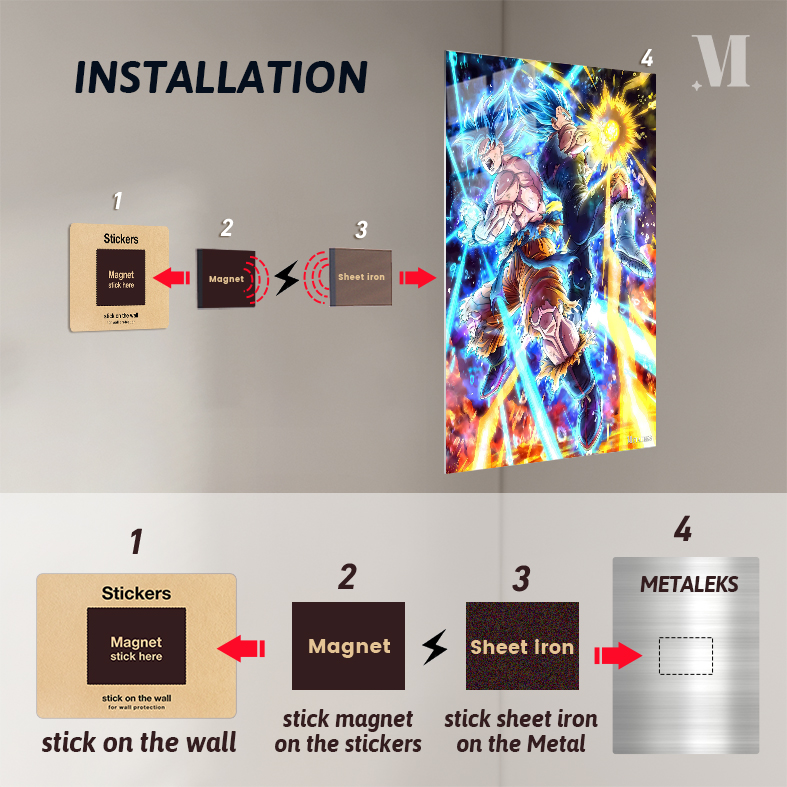 INSTALLATION
4
M
1
2
3
Stickers
Magnet
stick here
stick on the wall
Magnet
Sheet iron
1
2
3
4
Stickers
Magnet
stick here
stick on the wall
for wall protection
Magnet
Sheet iron
METALEKS
stick on the wall
stick magnet
on the stickers
stick sheet iron
on the Metal